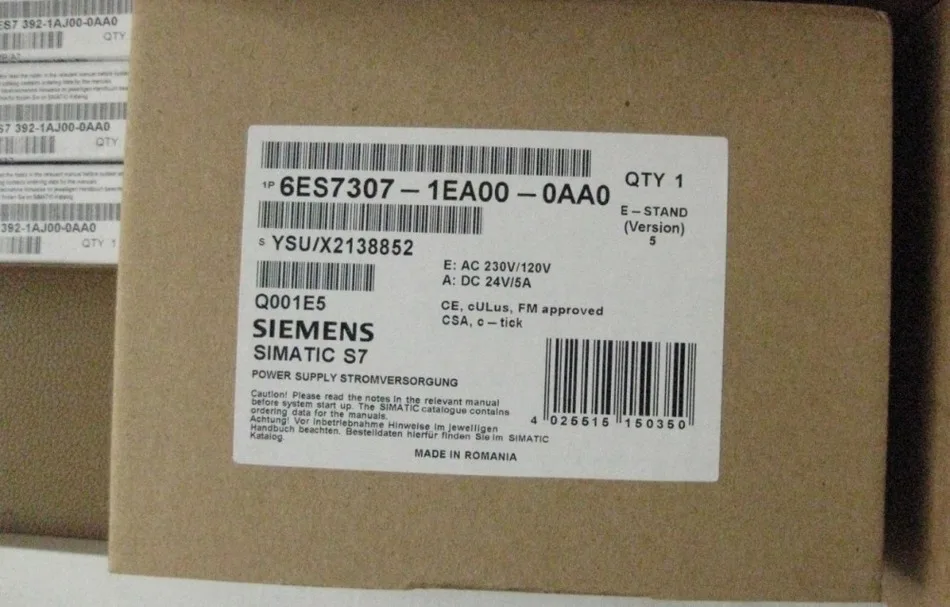 ES7 392-1AJ00-0AA0
QTY
S7 392-1AJ00-0AA0
QTY
392-1AJ00-0AA0
QTY 1
1P 6ES7307-1EA00-0AA0
QTY 1
E-STAND
(Version)
5
S YSU/X2138852
E: AC 230V/120V
A: DC 24V/5A
Q001E5
CE, cULus, FM approved
CSA, c-tick
SIEMENS
SIMATIC S7
POWER SUPPLY STROMVERSORGUNG
Caution! Please read the notes in the relevant manual
before system start up. The SIMATIC catalogue contains
ordering data for the manuals.
Achtung! Vor Inbetriebnahme Hinweise im jeweiligen
Handbuch beachten. Bestelldaten hierfür finden Sie im SIMATIC
Katalog.
4 025515 150350
MADE IN ROMANIA